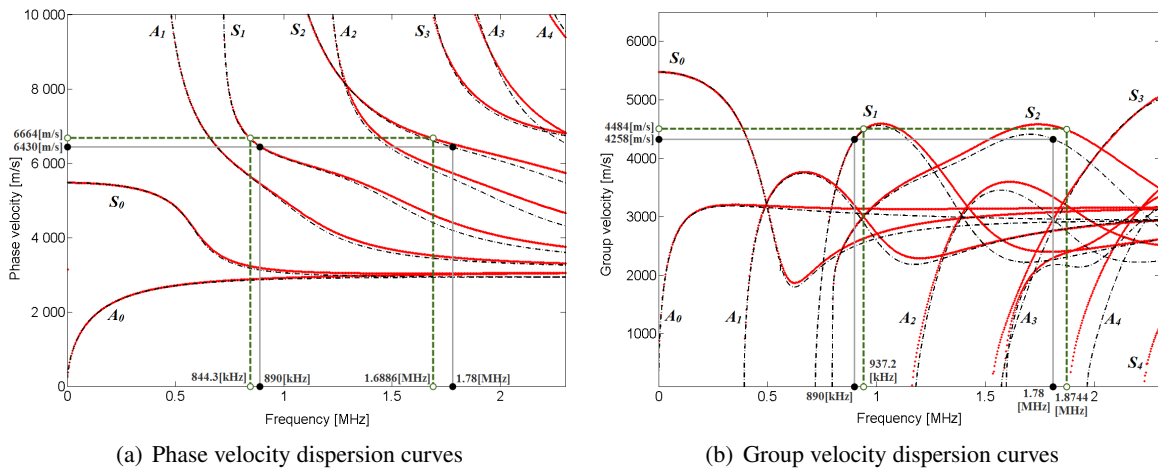 10 000
8 000
6664[m/s]
6430[m/s]
6 000
4 000
2 000
0
Phase velocity [m/s]
A1
S1
S2
A2
S3
A3
A4
S0
A0
844.3[kHz]
890[kHz]
1.6886[MHz]
1.78[MHz]
0
0.5
1
1.5
2
Frequency [MHz]
(a) Phase velocity dispersion curves
6000
5000
4484[m/s]
4258[m/s]
4000
3000
2000
1000
Group velocity [m/s]
S0
S1
S2
S3
A0
A1
A2
A3
A4
S4
937.2
[kHz]
890[kHz]
1.78
[MHz]
1.8744
[MHz]
0
0.5
1
1.5
2
Frequency [MHz]
(b) Group velocity dispersion curves